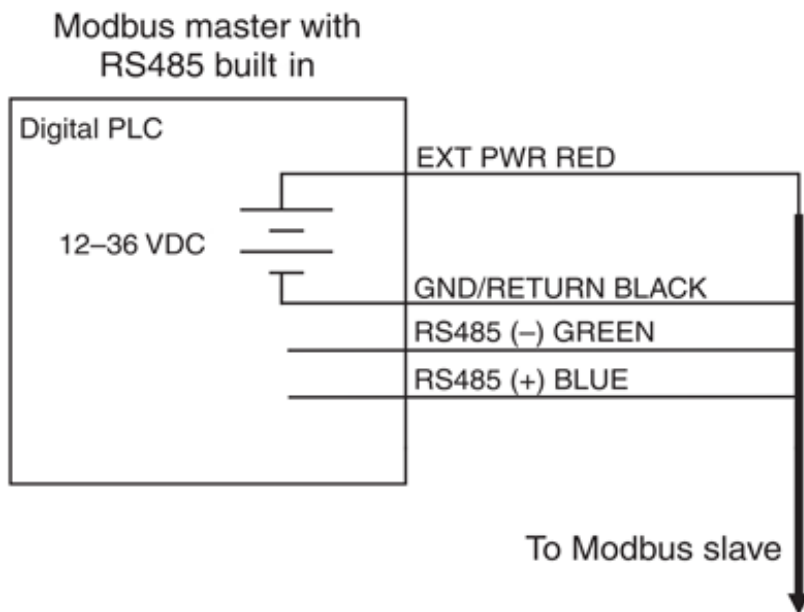 Modbus master with
RS485 built in
Digital PLC
EXT PWR RED
12–36 VDC
GND/RETURN BLACK
RS485 (–) GREEN
RS485 (+) BLUE
To Modbus slave